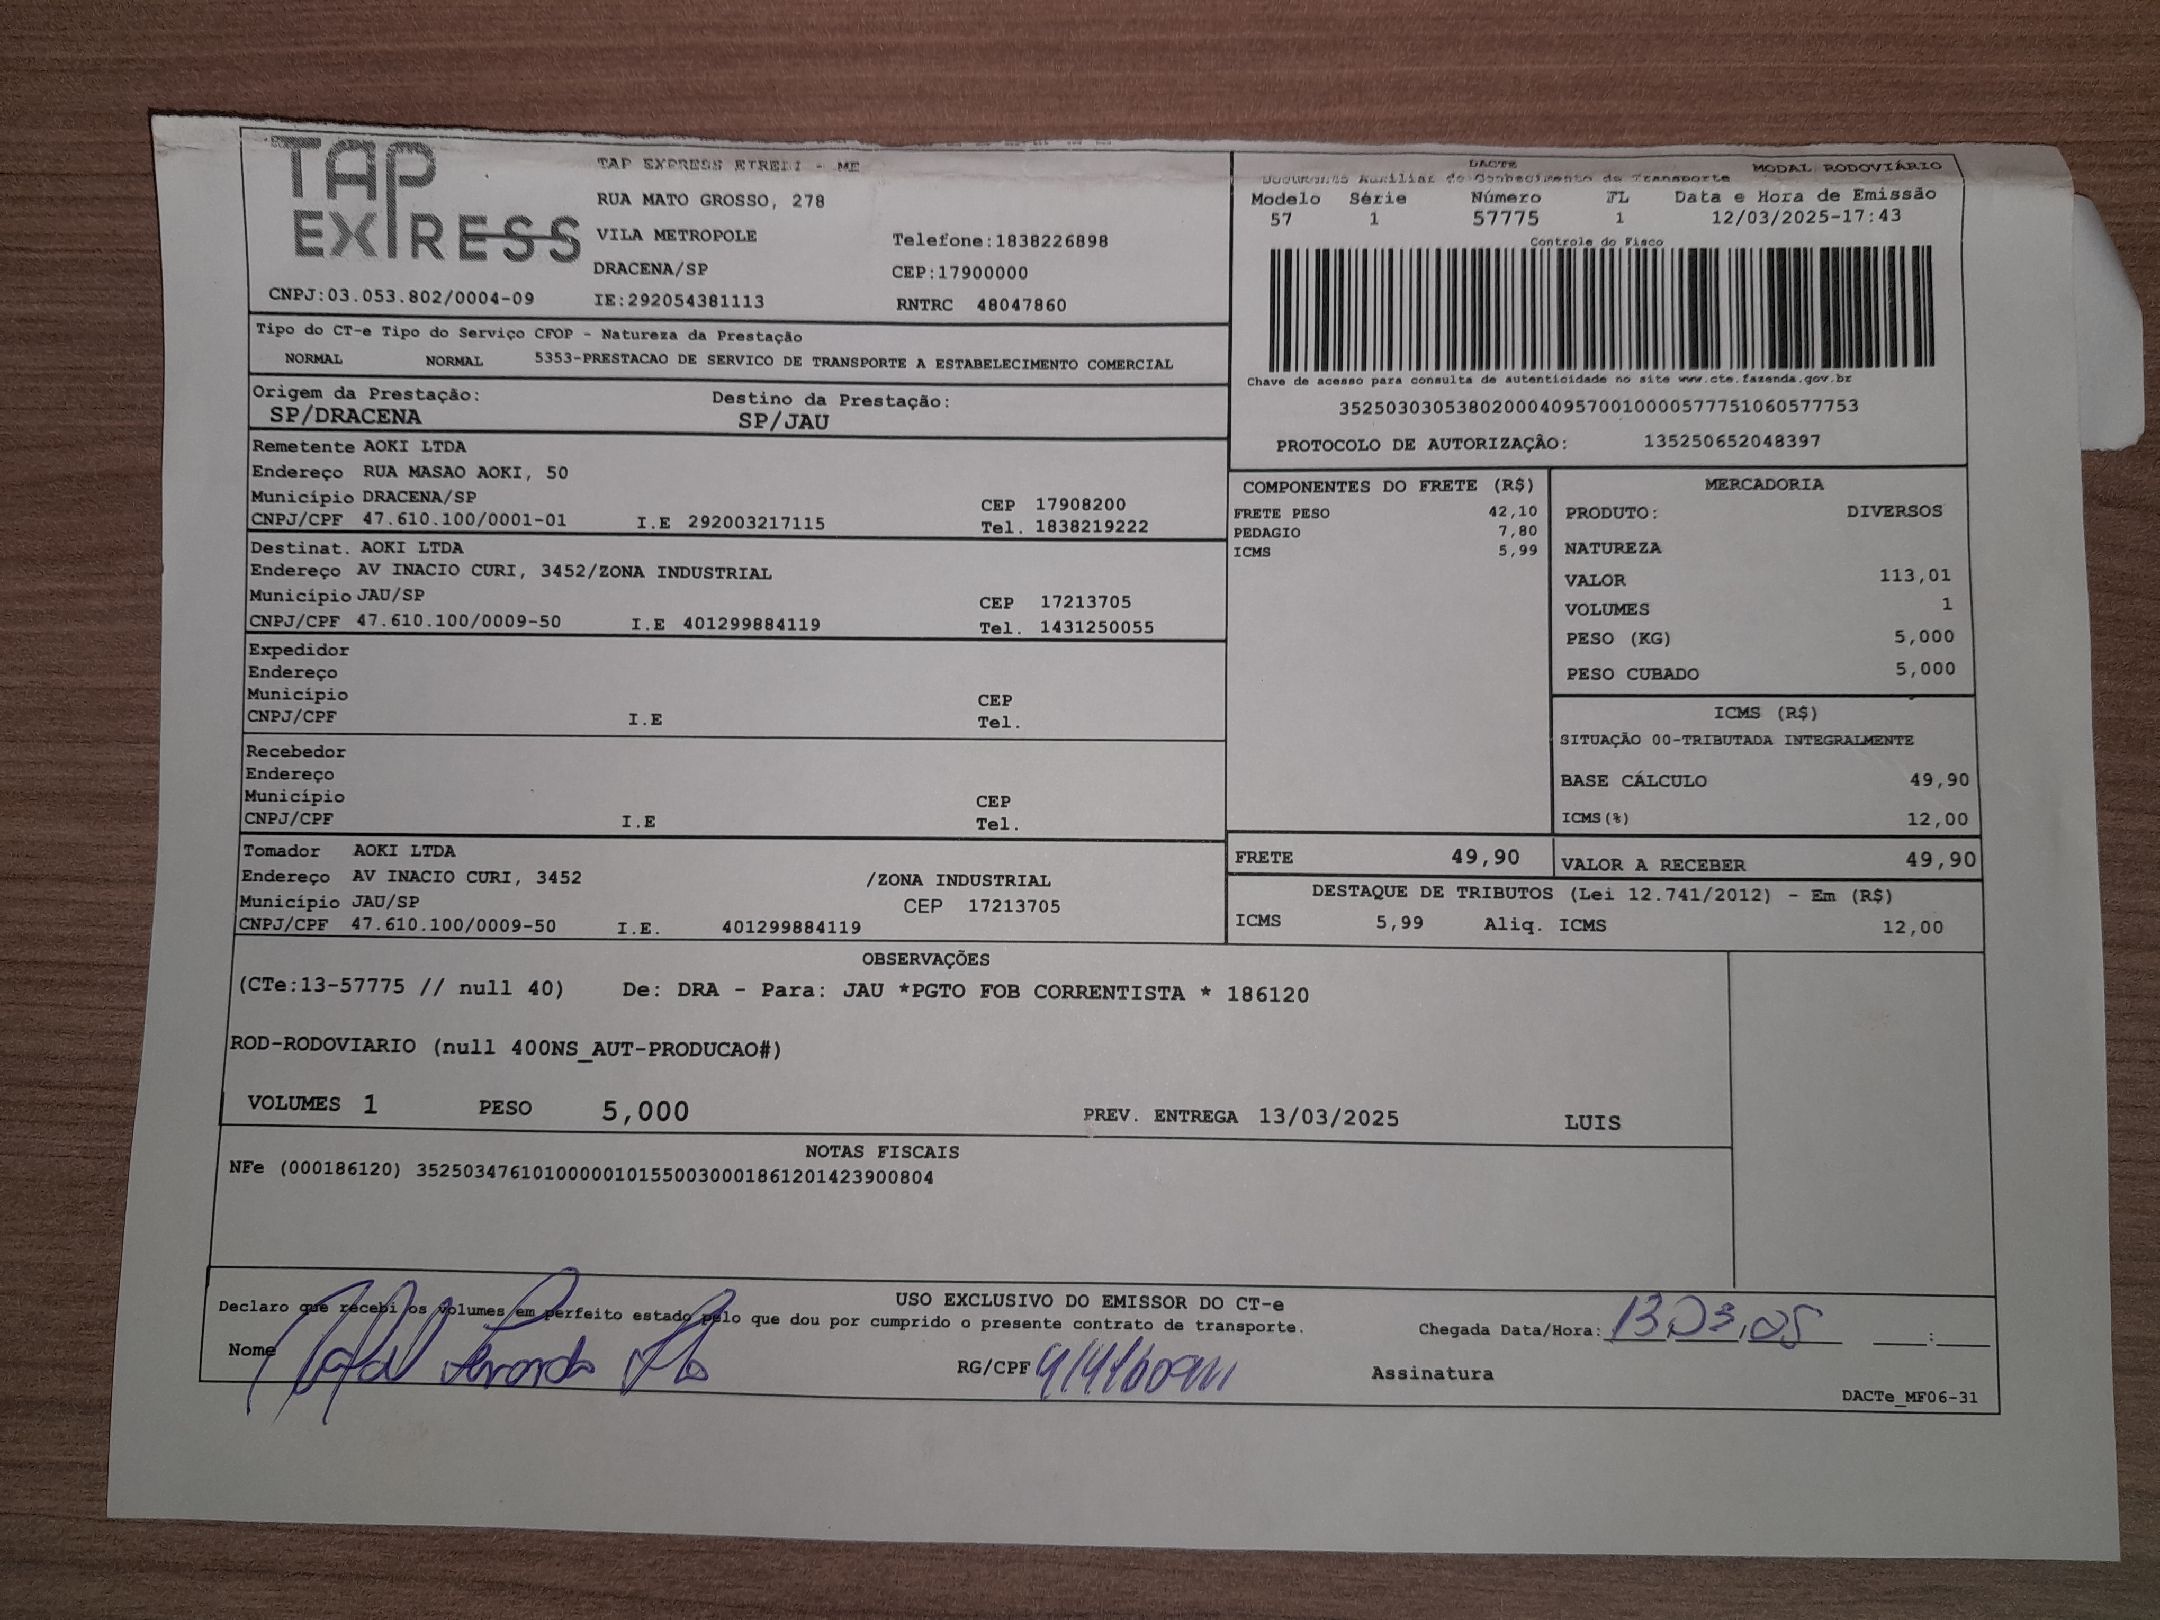 TAP
EXPRESS
TAP EXPRESS EIRELI - ME
RUA MATO GROSSO, 278
VILA METROPOLE Telefone:1838226898
DRACENA/SP CEP:17900000
CNPJ:03.053.802/0004-09 IE:292054381113 RNTRC 48047860
DACTE MODAL RODOVIÁRIO
Documento Auxiliar do Conhecimento de Transporte
Modelo Série Número FL Data e Hora de Emissão
57 1 57775 1 12/03/2025-17:43
Controle do Fisco
Chave de acesso para consulta de autenticidade no site www.cte.fazenda.gov.br
35250303053802000409570010000577751060577753
PROTOCOLO DE AUTORIZAÇÂO: 135250652048397
Tipo do CT-e Tipo do Serviço CFOP - Natureza da Prestação
NORMAL NORMAL 5353-PRESTACAO DE SERVICO DE TRANSPORTE A ESTABELECIMENTO COMERCIAL
Origem da Prestação: Destino da Prestação:
SP/DRACENA SP/JAU
Remetente AOKI LTDA
Endereço RUA MASAO AOKI, 50
Município DRACENA/SP CEP 17908200
CNPJ/CPF 47.610.100/0001-01 I.E 292003217115 Tel. 1838219222
Destinat. AOKI LTDA
Endereço AV INACIO CURI, 3452/ZONA INDUSTRIAL
Município JAU/SP CEP 17213705
CNPJ/CPF 47.610.100/0009-50 I.E 401299884119 Tel. 1431250055
Expedidor
Endereço
Município CEP
CNPJ/CPF I.E Tel.
Recebedor
Endereço
Município CEP
CNPJ/CPF I.E Tel.
Tomador AOKI LTDA
Endereço AV INACIO CURI, 3452 /ZONA INDUSTRIAL
Município JAU/SP CEP 17213705
CNPJ/CPF 47.610.100/0009-50 I.E. 401299884119
COMPONENTES DO FRETE (R$)
FRETE PESO 42,10
PEDAGIO 7,80
ICMS 5,99
MERCADORIA
PRODUTO: DIVERSOS
NATUREZA
VALOR 113,01
VOLUMES 1
PESO (KG) 5,000
PESO CUBADO 5,000
ICMS (R$)
SITUAÇÃO 00-TRIBUTADA INTEGRALMENTE
BASE CÁLCULO 49,90
ICMS(%) 12,00
FRETE 49,90 VALOR A RECEBER 49,90
DESTAQUE DE TRIBUTOS (Lei 12.741/2012) - Em (R$)
ICMS 5,99 Aliq. ICMS 12,00
OBSERVAÇÕES
(CTe:13-57775 // null 40) De: DRA - Para: JAU *PGTO FOB CORRENTISTA * 186120
ROD-RODOVIARIO (null 400NS_AUT-PRODUCAO#)
VOLUMES 1 PESO 5,000 PREV. ENTREGA 13/03/2025 LUIS
NOTAS FISCAIS
NFe (000186120) 35250347610100000101550030001861201423900804
USO EXCLUSIVO DO EMISSOR DO CT-e
Declaro que recebi os volumes em perfeito estado pelo que dou por cumprido o presente contrato de transporte.
Chegada Data/Hora: 13.03.05 :
Nome RG/CPF Assinatura
DACTe_MF06-31